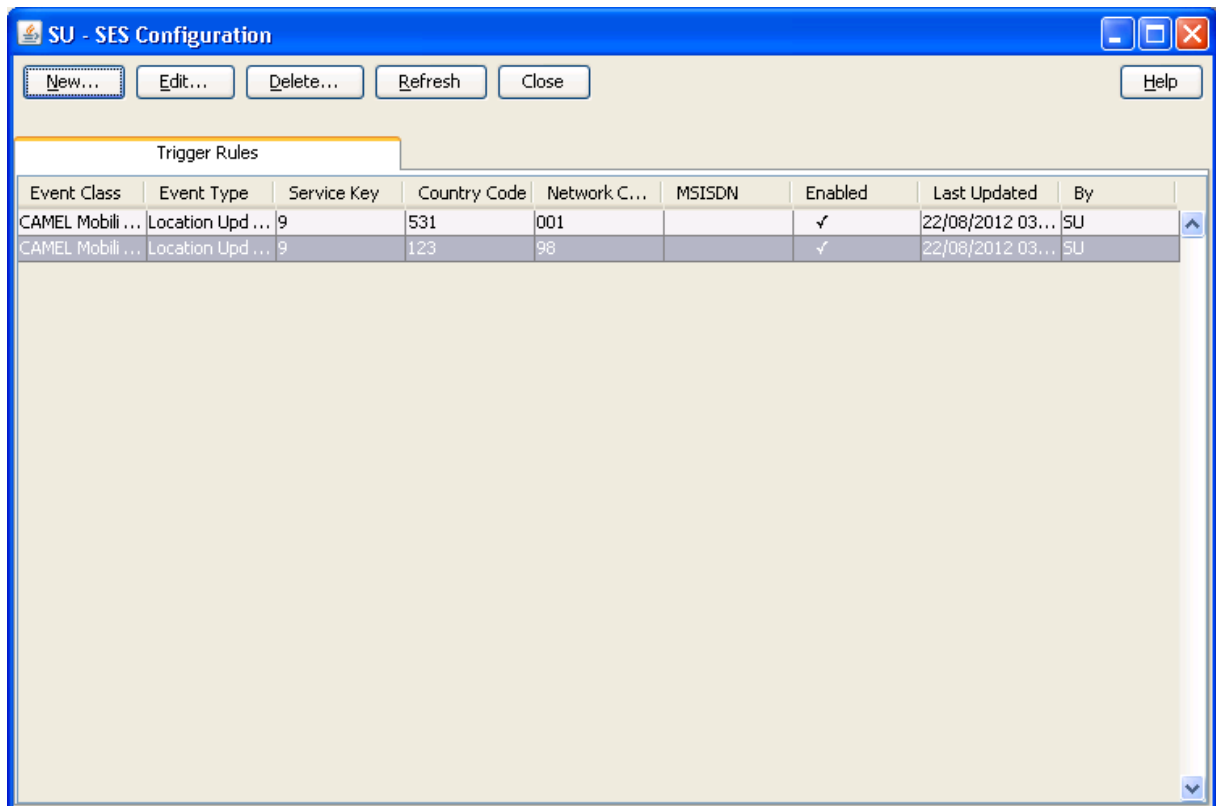 SU - SES Configuration
New... Edit... Delete... Refresh Close Help
Trigger Rules
Event Class Event Type Service Key Country Code Network C... MSISDN Enabled Last Updated By
CAMEL Mobili ... Location Upd ... 9 531 001 ✓ 22/08/2012 03... SU
CAMEL Mobili ... Location Upd ... 9 123 98 ✓ 22/08/2012 03... SU